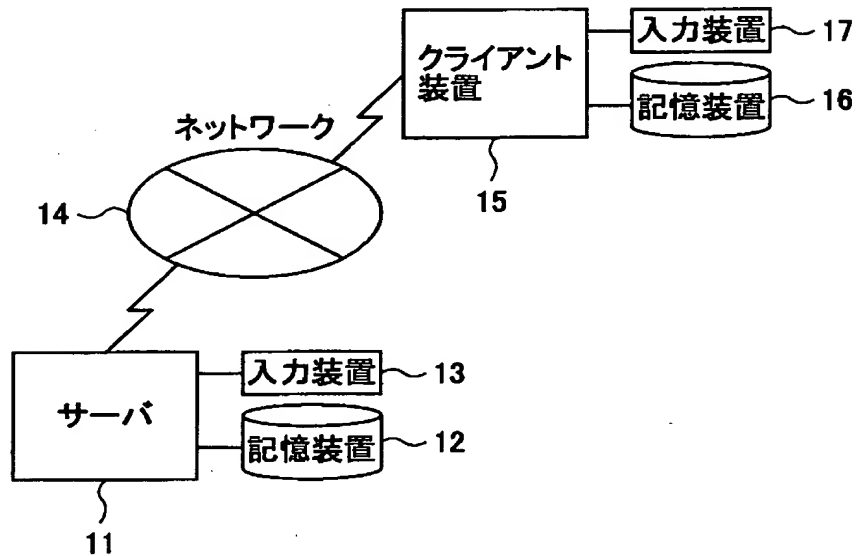 入力装置
17
クライアント
装置
記憶装置
16
ネットワーク
15
14
入力装置
13
サーバ
記憶装置
12
11